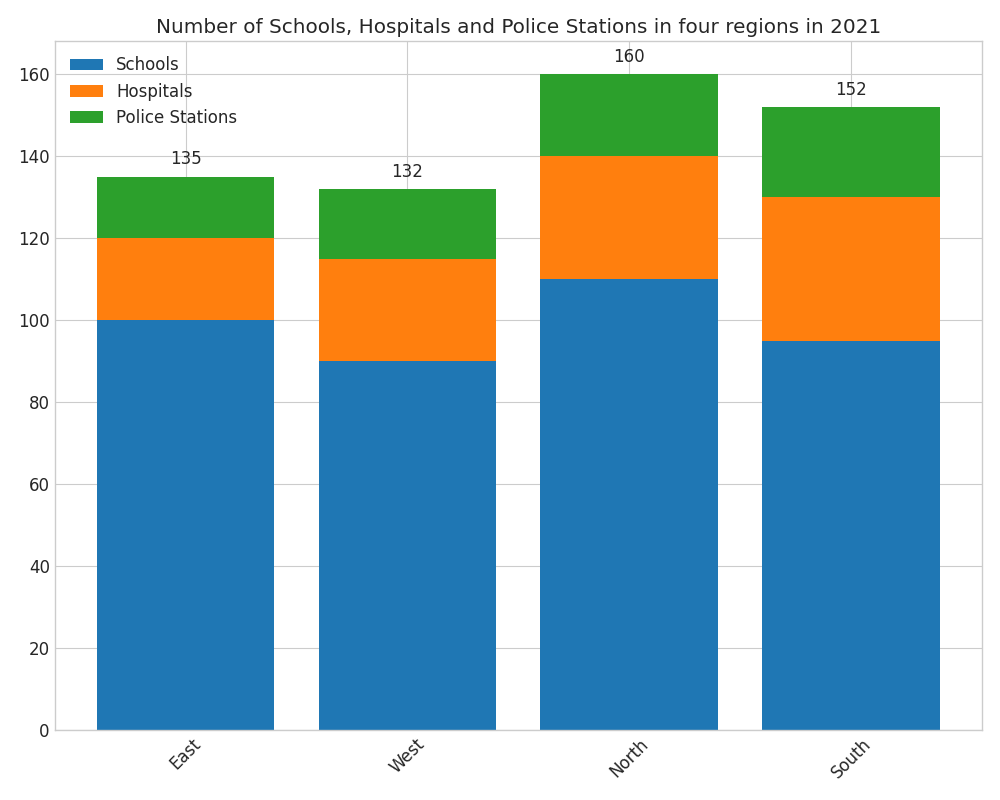 Number of Schools, Hospitals and Police Stations in four regions in 2021
Schools
Hospitals
Police Stations
135
132
160
152
160
140
120
100
80
60
40
20
0
East
West
North
South